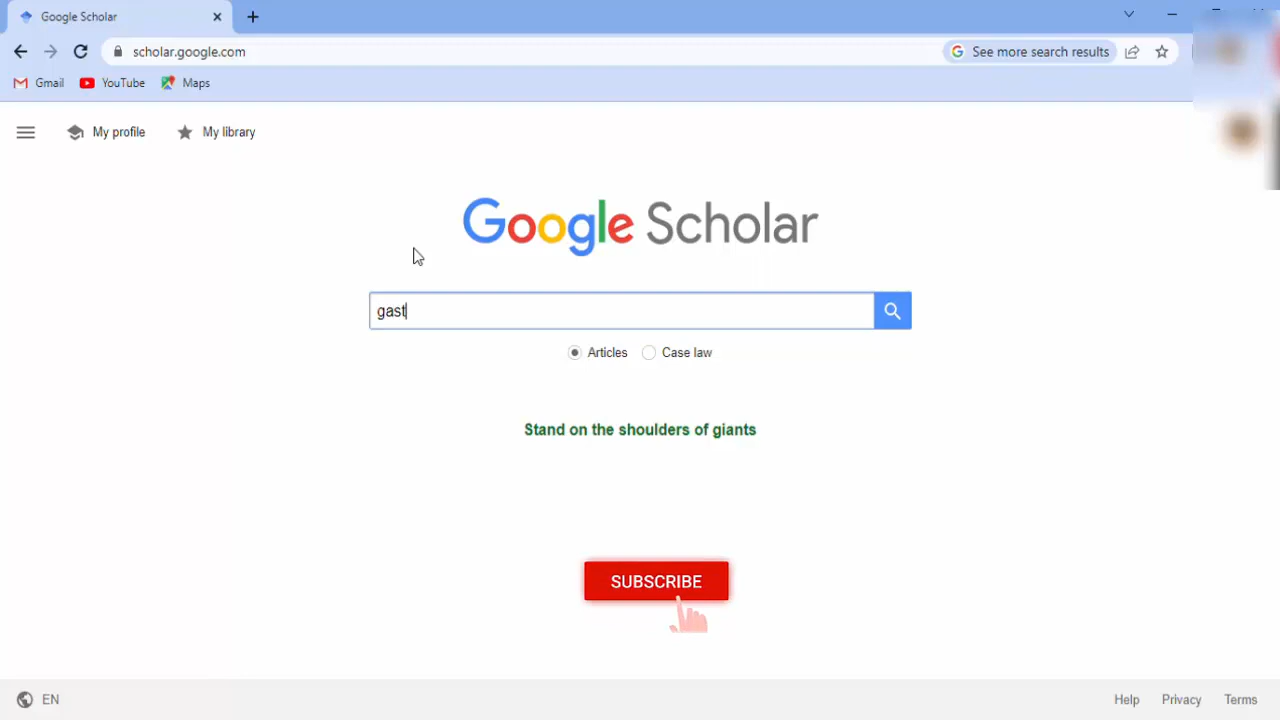 Google Scholar
scholar.google.com
See more search results
Gmail
YouTube
Maps
My profile
My library
Google Scholar
gast
Articles
Case law
Stand on the shoulders of giants
SUBSCRIBE
EN
Help
Privacy
Terms